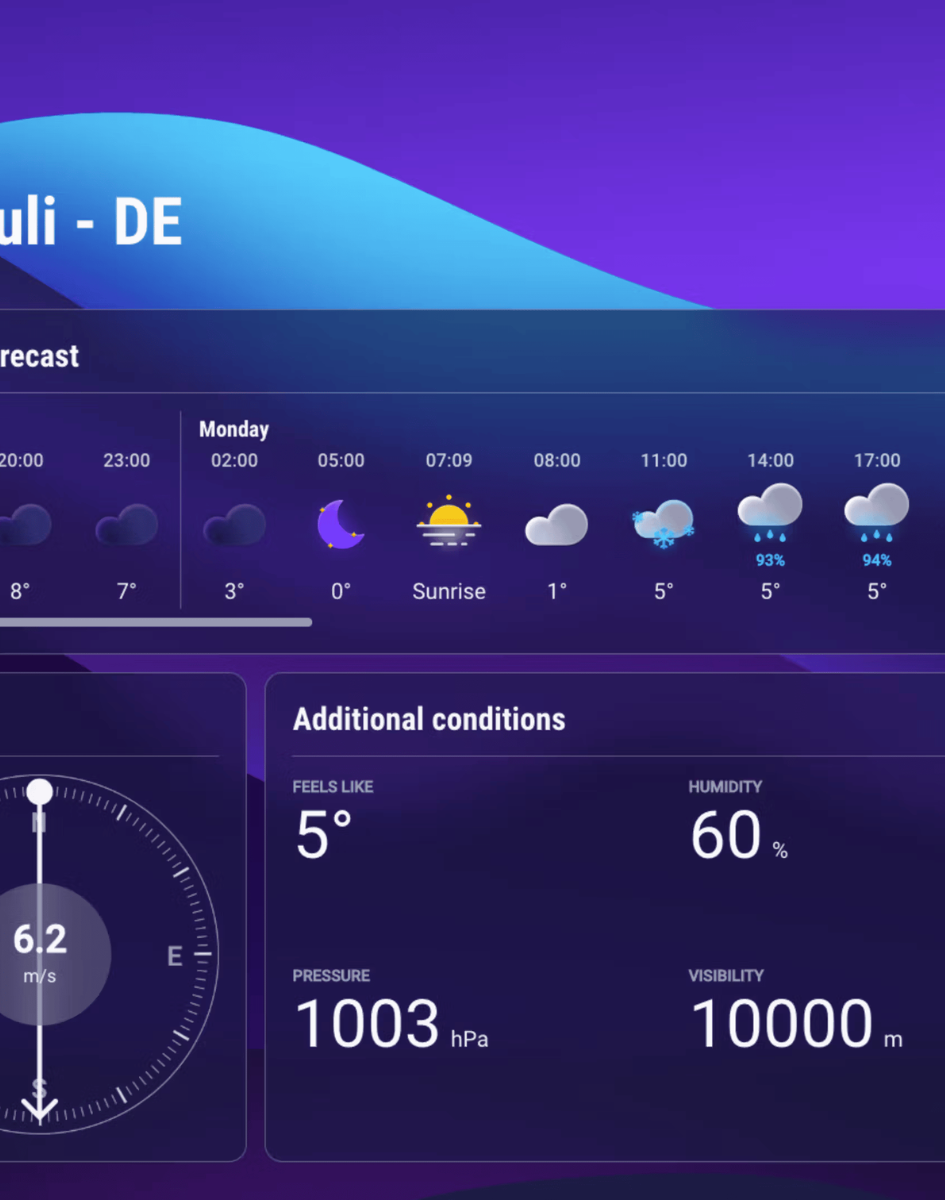 uli - DE
recast
Monday
20:00 23:00 02:00 05:00 07:09 08:00 11:00 14:00 17:00
93% 94%
8° 7° 3° 0° Sunrise 1° 5° 5° 5°
Additional conditions
FEELS LIKE HUMIDITY
5° 60 %
N
6.2
E
m/s
PRESSURE VISIBILITY
1003 hPa 10000 m
S